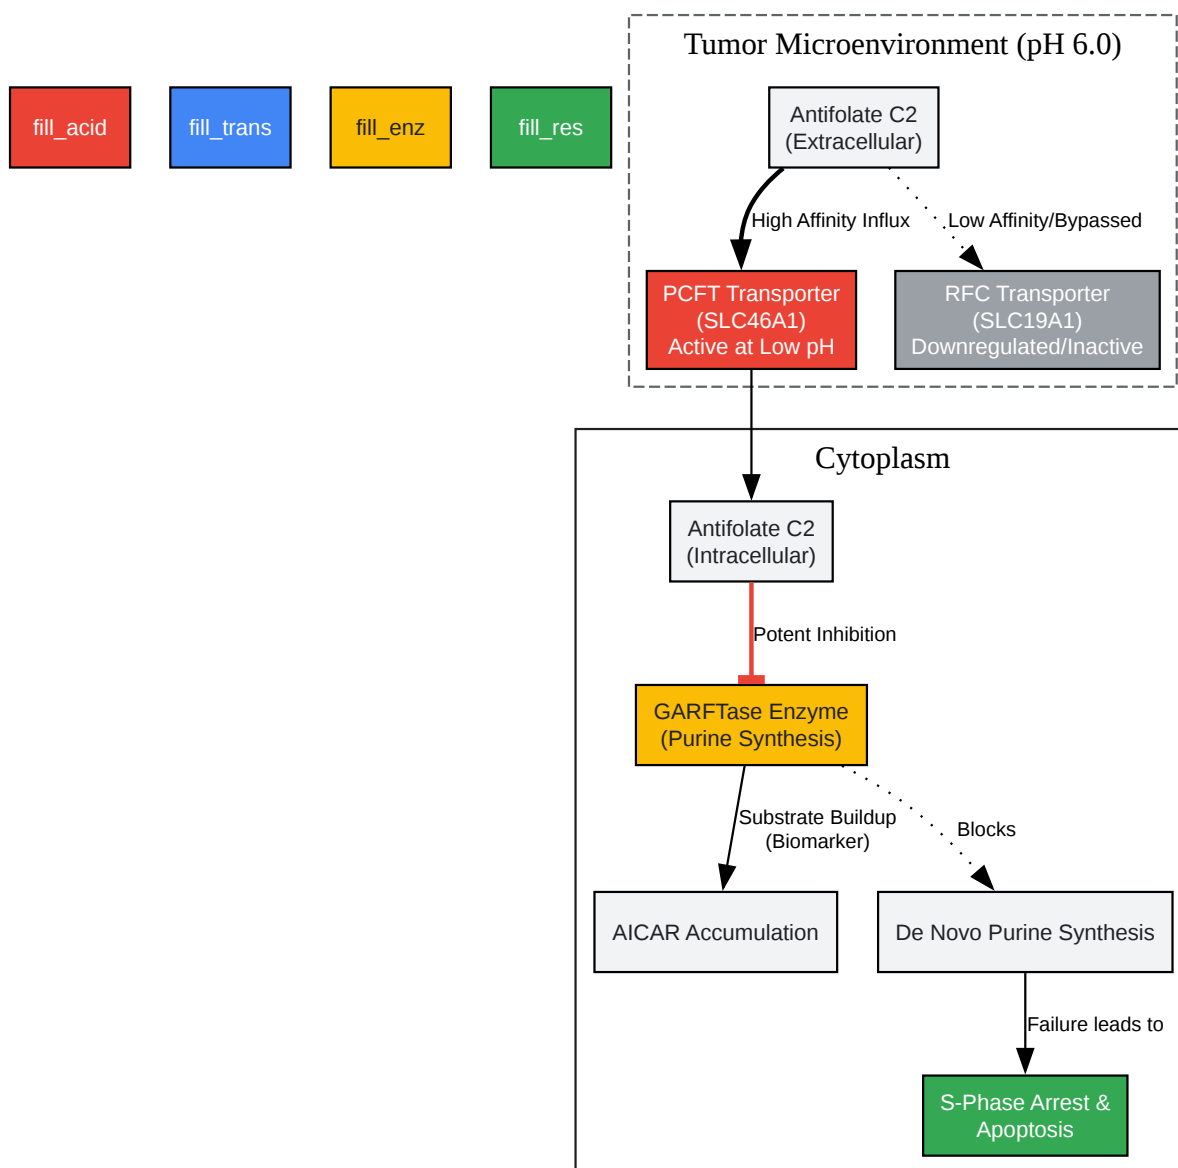 Tumor Microenvironment (pH 6.0)
fill_acid
fill_trans
fill_enz
fill_res
Antifolate C2
(Extracellular)
High Affinity Influx
Low Affinity/Bypassed
PCFT Transporter
(SLC46A1)
Active at Low pH
RFC Transporter
(SLC19A1)
Downregulated/Inactive
Cytoplasm
Antifolate C2
(Intracellular)
Potent Inhibition
GARFTase Enzyme
(Purine Synthesis)
Substrate Buildup
(Biomarker)
Blocks
AICAR Accumulation
De Novo Purine Synthesis
Failure leads to
S-Phase Arrest &
Apoptosis